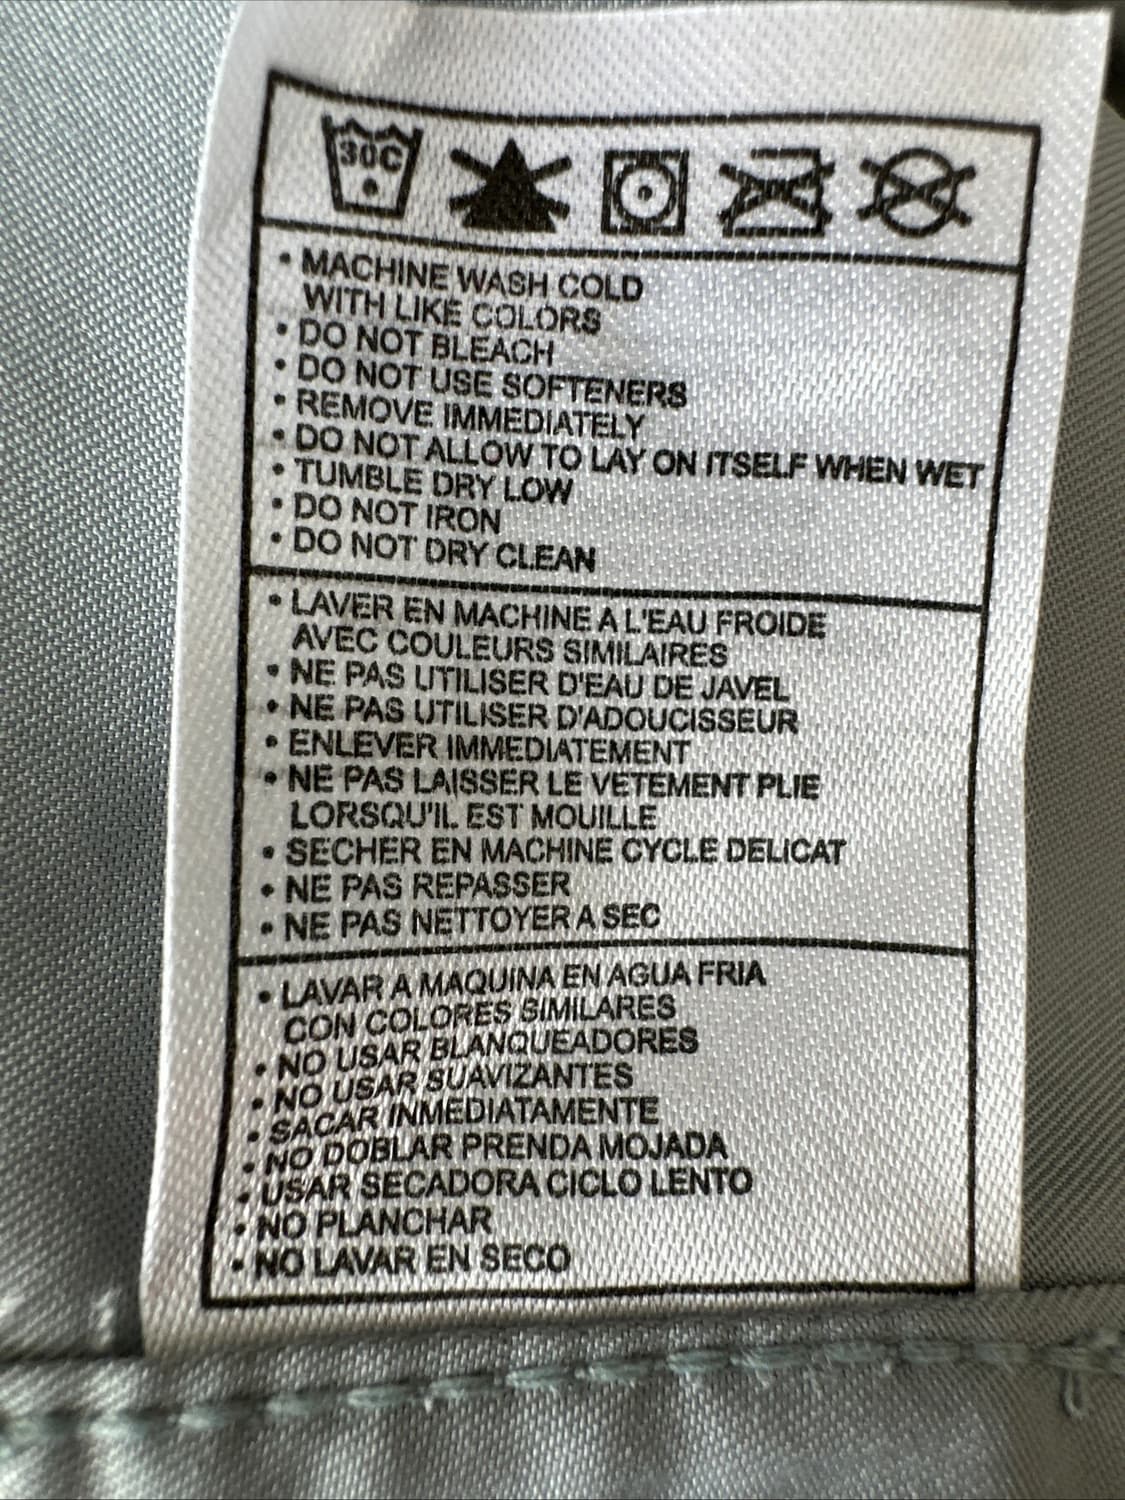 30C
• MACHINE WASH COLD
WITH LIKE COLORS
• DO NOT BLEACH
• DO NOT USE SOFTENERS
• REMOVE IMMEDIATELY
• DO NOT ALLOW TO LAY ON ITSELF WHEN WET
• TUMBLE DRY LOW
• DO NOT IRON
• DO NOT DRY CLEAN
• LAVER EN MACHINE A L'EAU FROIDE
AVEC COULEURS SIMILAIRES
• NE PAS UTILISER D'EAU DE JAVEL
• NE PAS UTILISER D'ADOUCISSEUR
• ENLEVER IMMEDIATEMENT
• NE PAS LAISSER LE VETEMENT PLIE
LORSQU'IL EST MOUILLE
• SECHER EN MACHINE CYCLE DELICAT
• NE PAS REPASSER
• NE PAS NETTOYER A SEC
• LAVAR A MAQUINA EN AGUA FRIA
CON COLORES SIMILARES
• NO USAR BLANQUEADORES
• NO USAR SUAVIZANTES
• SACAR INMEDIATAMENTE
• NO DOBLAR PRENDA MOJADA
• USAR SECADORA CICLO LENTO
• NO PLANCHAR
• NO LAVAR EN SECO